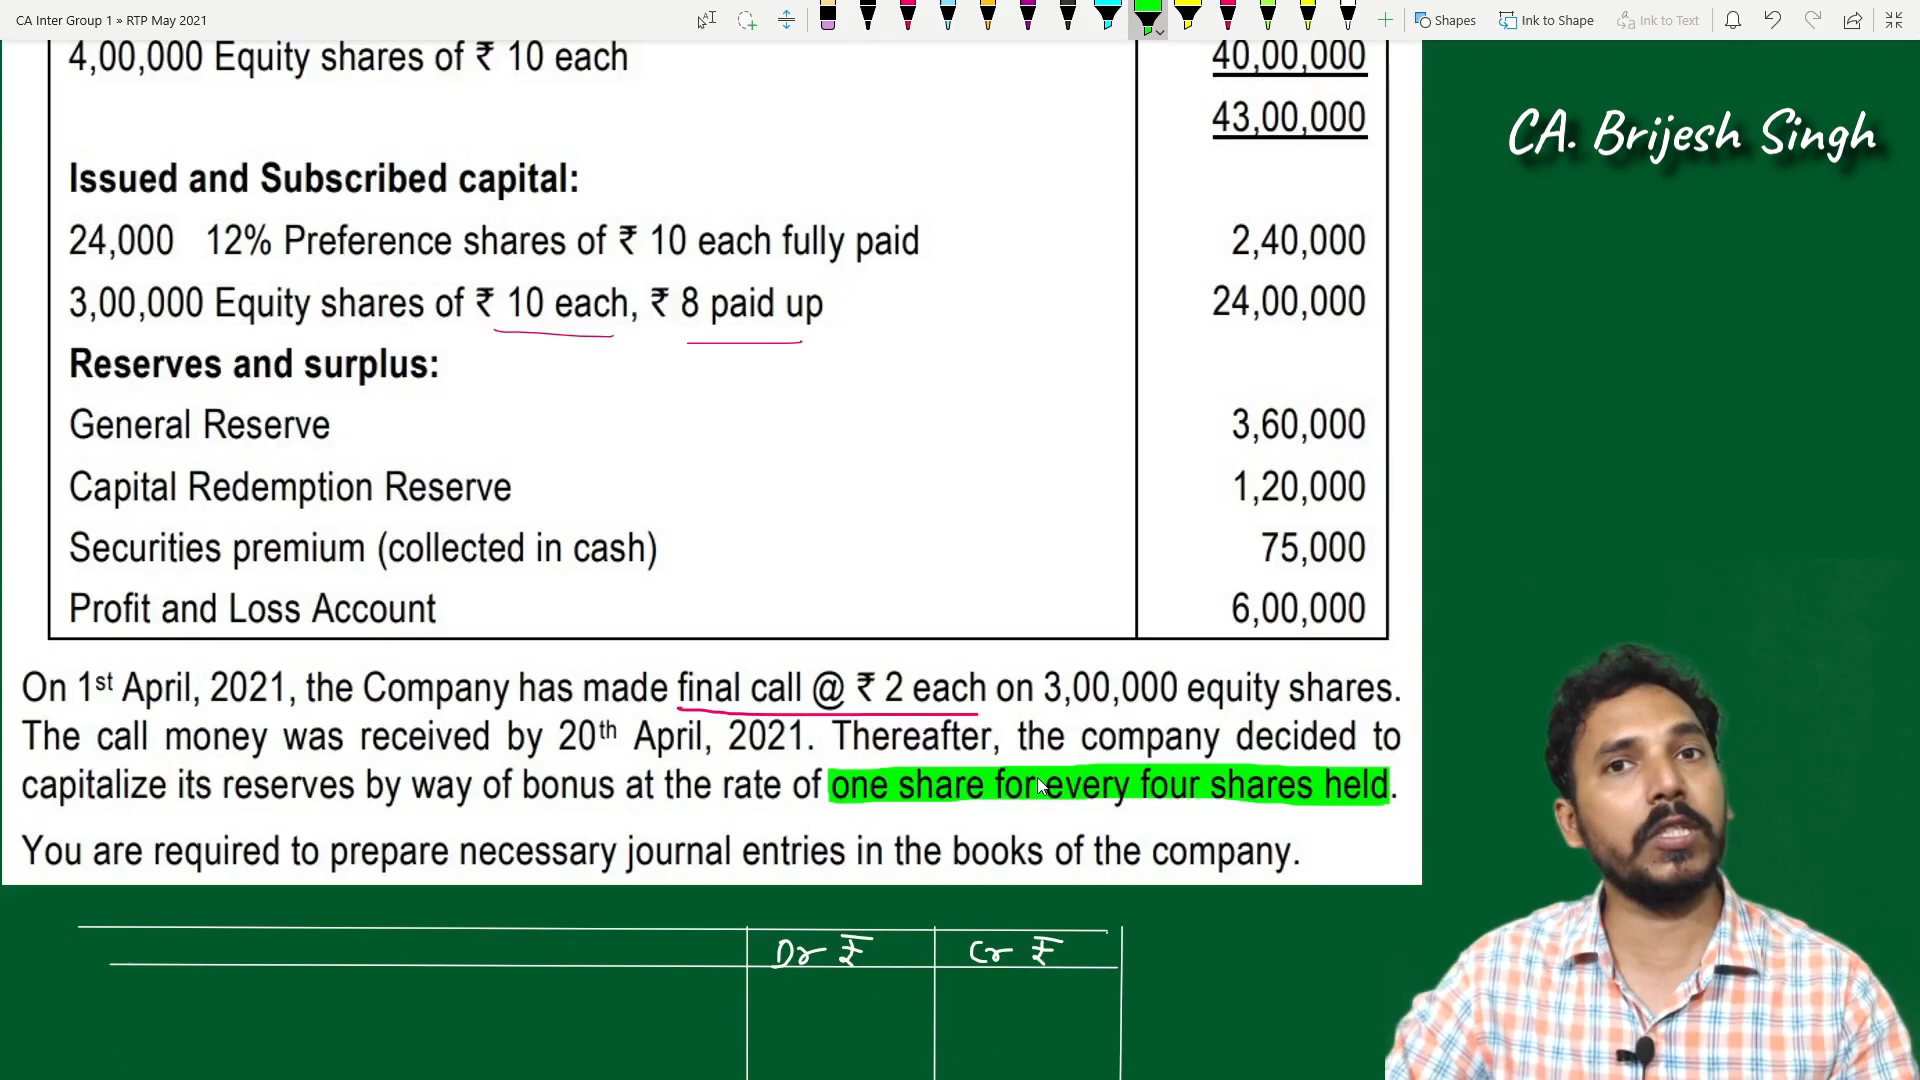 CA Inter Group 1 » RTP May 2021
Shapes
Ink to Shape
Ink to Text
4,00,000 Equity shares of ₹ 10 each 40,00,000
43,00,000
CA. Brijesh Singh
Issued and Subscribed capital:
24,000 12% Preference shares of ₹ 10 each fully paid 2,40,000
3,00,000 Equity shares of ₹ 10 each, ₹ 8 paid up 24,00,000
Reserves and surplus:
General Reserve 3,60,000
Capital Redemption Reserve 1,20,000
Securities premium (collected in cash) 75,000
Profit and Loss Account 6,00,000
On 1st April, 2021, the Company has made final call @ ₹ 2 each on 3,00,000 equity shares.
The call money was received by 20th April, 2021. Thereafter, the company decided to
capitalize its reserves by way of bonus at the rate of one share for every four shares held.
You are required to prepare necessary journal entries in the books of the company.
Dr ₹ Cr ₹